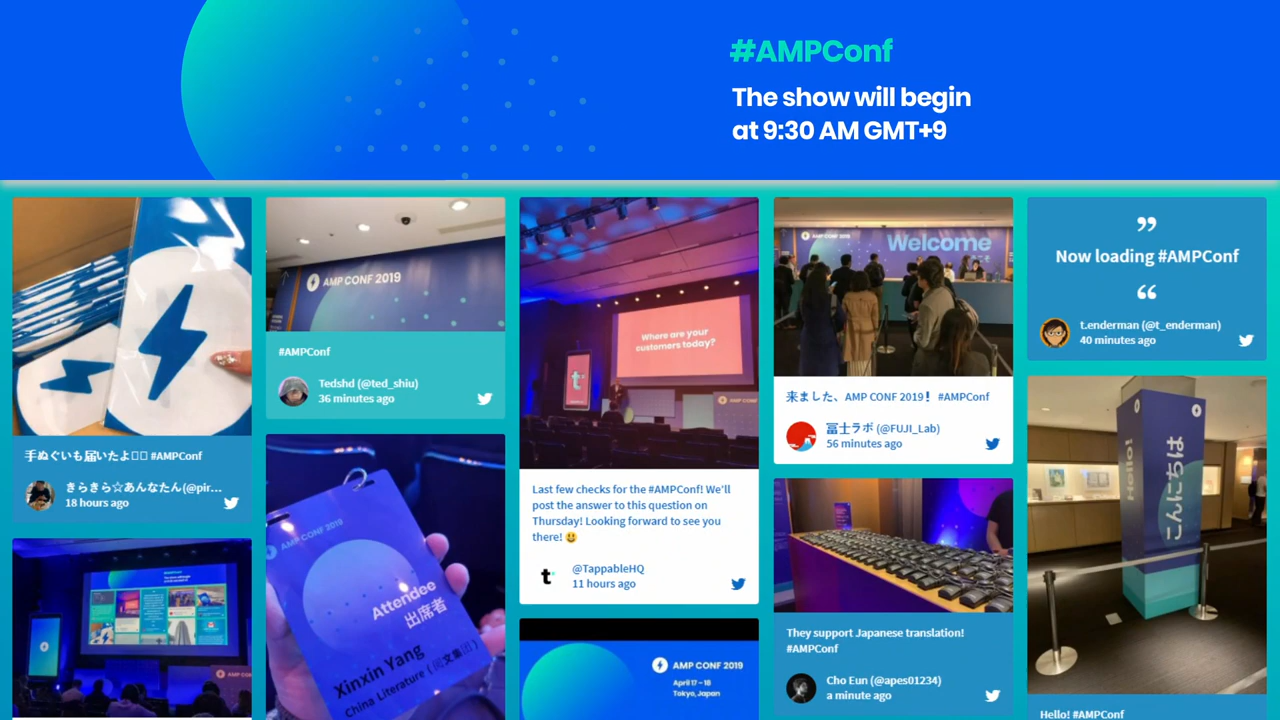 #AMPConf
The show will begin
at 9:30 AM GMT+9
手ぬぐいも届いたよ▯▯ #AMPConf
きらきら☆あんなたん(@pir...
18 hours ago
AMP CONF 2019
#AMPConf
Tedshd (@ted_shiu)
36 minutes ago
AMP CONF 2019
Attendee
出席者
Xinxin Yang
China Literature
Where are your
customers today?
t
AMP CONF
Last few checks for the #AMPConf! We'll
post the answer to this question on
Thursday! Looking forward to see you
there! 😃
t
@TappableHQ
11 hours ago
AMP CONF 2019
April 17 – 18
Tokyo, Japan
AMP CONF 2019
Welcome
来ました、AMP CONF 2019！ #AMPConf
冨士ラボ (@FUJI_Lab)
56 minutes ago
They support Japanese translation!
#AMPConf
Cho Eun (@apes01234)
a minute ago
”
Now loading #AMPConf
“
t.enderman (@t_enderman)
40 minutes ago
Hello!
こんにちは
Hello! #AMPConf